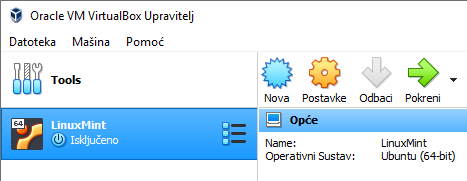 Oracle VM VirtualBox Upravitelj
Datoteka Mašina Pomoć
Tools
Nova Postavke Odbaci Pokreni
64 LinuxMint
Isključeno
Opće
Name: LinuxMint
Operativni Sustav: Ubuntu (64-bit)